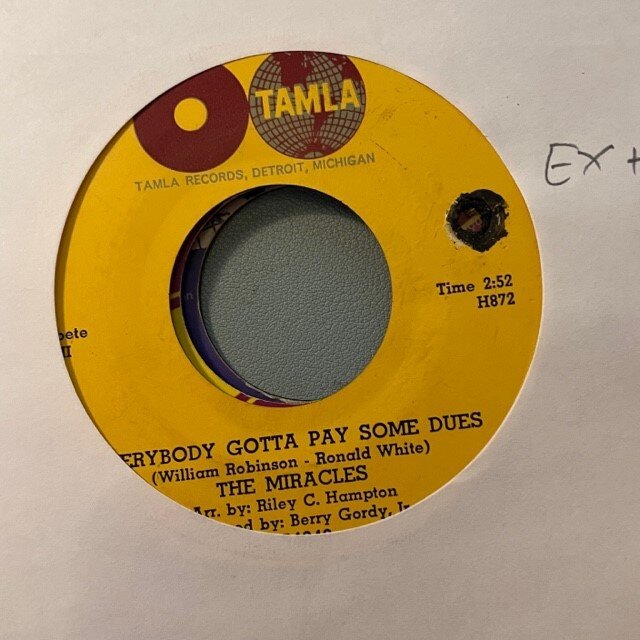 TAMLA
TAMLA RECORDS, DETROIT, MICHIGAN
EX +
Time 2:52
H872
ERYBODY GOTTA PAY SOME DUES
(William Robinson - Ronald White)
THE MIRACLES
Arr. by: Riley C. Hampton
ed by: Berry Gordy, Jr